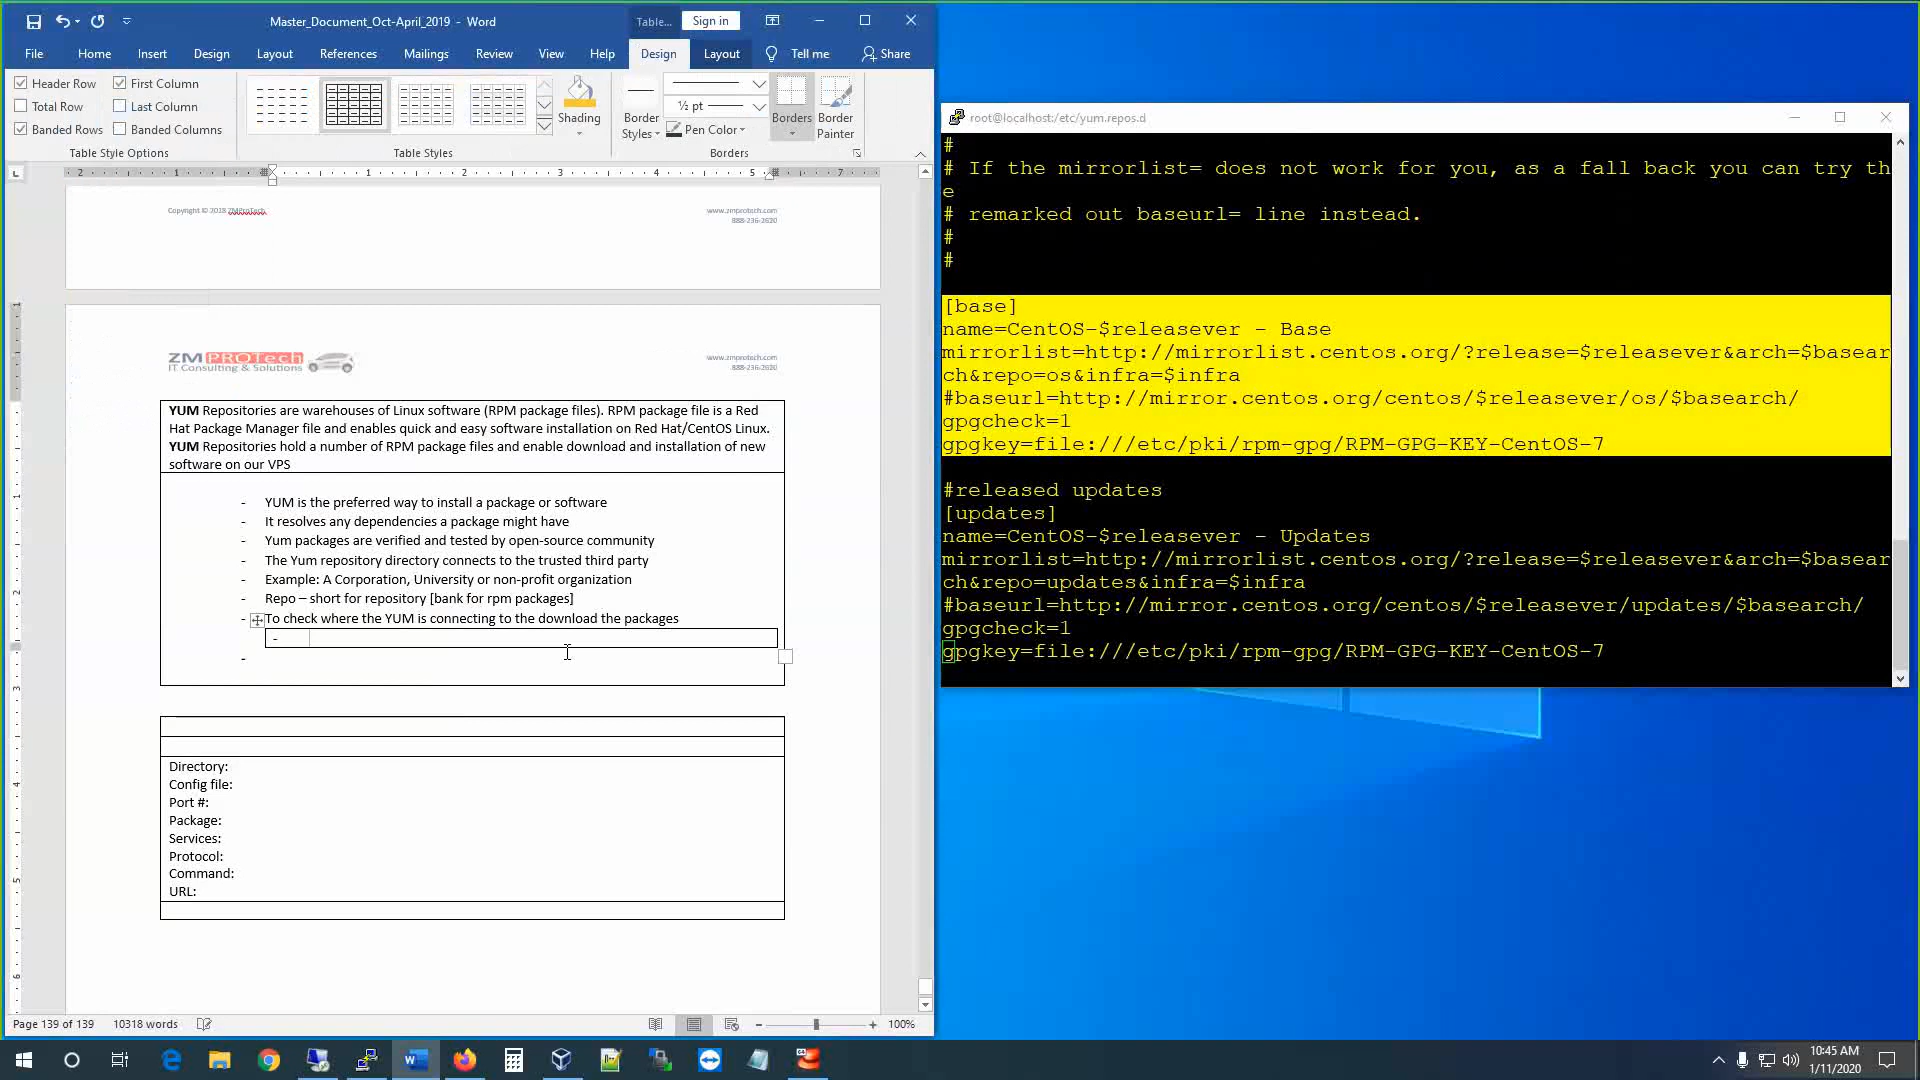 Master_Document_Oct-April_2019 - Word
Table...
Sign in
File
Home
Insert
Design
Layout
References
Mailings
Review
View
Help
Design
Layout
Tell me
Share
Header Row
First Column
Total Row
Last Column
Banded Rows
Banded Columns
Table Style Options
Table Styles
Shading
Border Styles
½ pt
Pen Color
Borders
Border Painter
Borders
Copyright © 2018 ZMProTech
www.zmprotech.com
888-236-2620
ZM PROTech
IT Consulting & Solutions
www.zmprotech.com
888-236-2620
YUM Repositories are warehouses of Linux software (RPM package files). RPM package file is a Red
Hat Package Manager file and enables quick and easy software installation on Red Hat/CentOS Linux.
YUM Repositories hold a number of RPM package files and enable download and installation of new
software on our VPS
- YUM is the preferred way to install a package or software
- It resolves any dependencies a package might have
- Yum packages are verified and tested by open-source community
- The Yum repository directory connects to the trusted third party
- Example: A Corporation, University or non-profit organization
- Repo – short for repository [bank for rpm packages]
- To check where the YUM is connecting to the download the packages
-
-
Directory:
Config file:
Port #:
Package:
Services:
Protocol:
Command:
URL:
Page 139 of 139
10318 words
100%
root@localhost:/etc/yum.repos.d
#
# If the mirrorlist= does not work for you, as a fall back you can try th
e
# remarked out baseurl= line instead.
#
#
[base]
name=CentOS-$releasever - Base
mirrorlist=http://mirrorlist.centos.org/?release=$releasever&arch=$basear
ch&repo=os&infra=$infra
#baseurl=http://mirror.centos.org/centos/$releasever/os/$basearch/
gpgcheck=1
gpgkey=file:///etc/pki/rpm-gpg/RPM-GPG-KEY-CentOS-7
#released updates
[updates]
name=CentOS-$releasever - Updates
mirrorlist=http://mirrorlist.centos.org/?release=$releasever&arch=$basear
ch&repo=updates&infra=$infra
#baseurl=http://mirror.centos.org/centos/$releasever/updates/$basearch/
gpgcheck=1
gpgkey=file:///etc/pki/rpm-gpg/RPM-GPG-KEY-CentOS-7
10:45 AM
1/11/2020